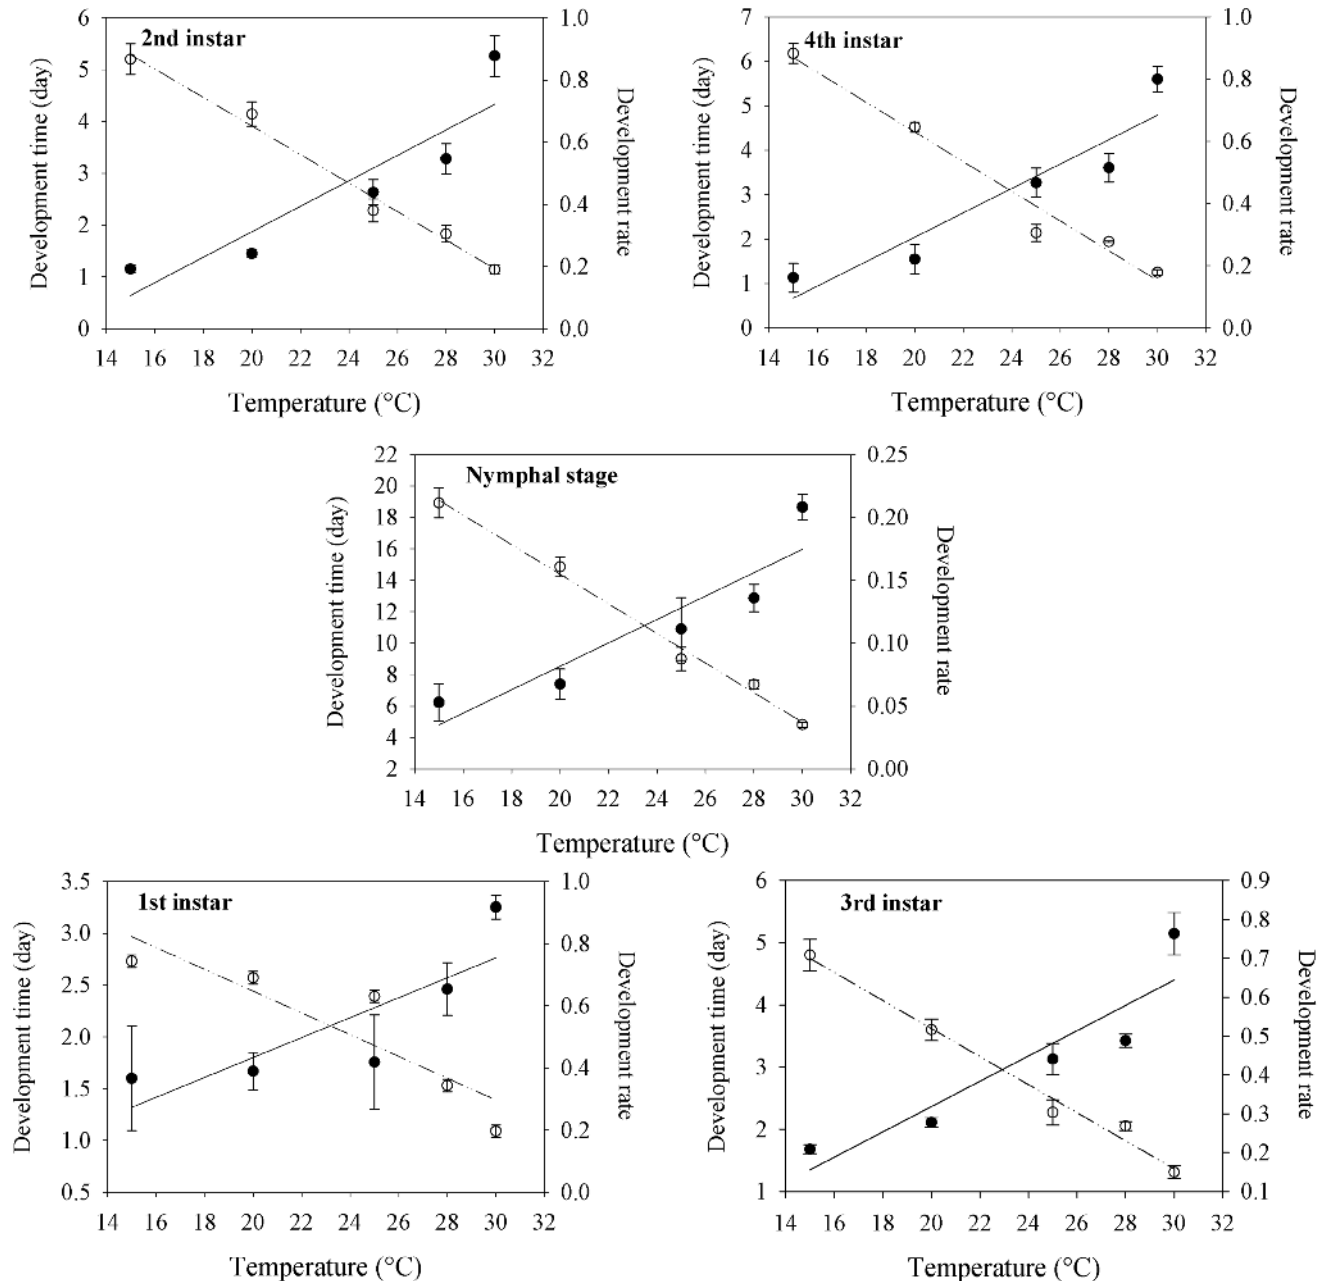 2nd instar
Development time (day)
6
5
4
3
2
1
0
1.0
0.8
0.6
0.4
0.2
0.0
Development rate
14 16 18 20 22 24 26 28 30 32
Temperature (°C)
4th instar
Development time (day)
7
6
5
4
3
2
1
0
1.0
0.8
0.6
0.4
0.2
0.0
Development rate
14 16 18 20 22 24 26 28 30 32
Temperature (°C)
Nymphal stage
Development time (day)
22
20
18
16
14
12
10
8
6
4
2
0.25
0.20
0.15
0.10
0.05
0.00
Development rate
14 16 18 20 22 24 26 28 30 32
Temperature (°C)
1st instar
Development time (day)
3.5
3.0
2.5
2.0
1.5
1.0
0.5
1.0
0.8
0.6
0.4
0.2
0.0
Development rate
14 16 18 20 22 24 26 28 30 32
Temperature (°C)
3rd instar
Development time (day)
6
5
4
3
2
1
0.9
0.8
0.7
0.6
0.5
0.4
0.3
0.2
0.1
Development rate
14 16 18 20 22 24 26 28 30 32
Temperature (°C)